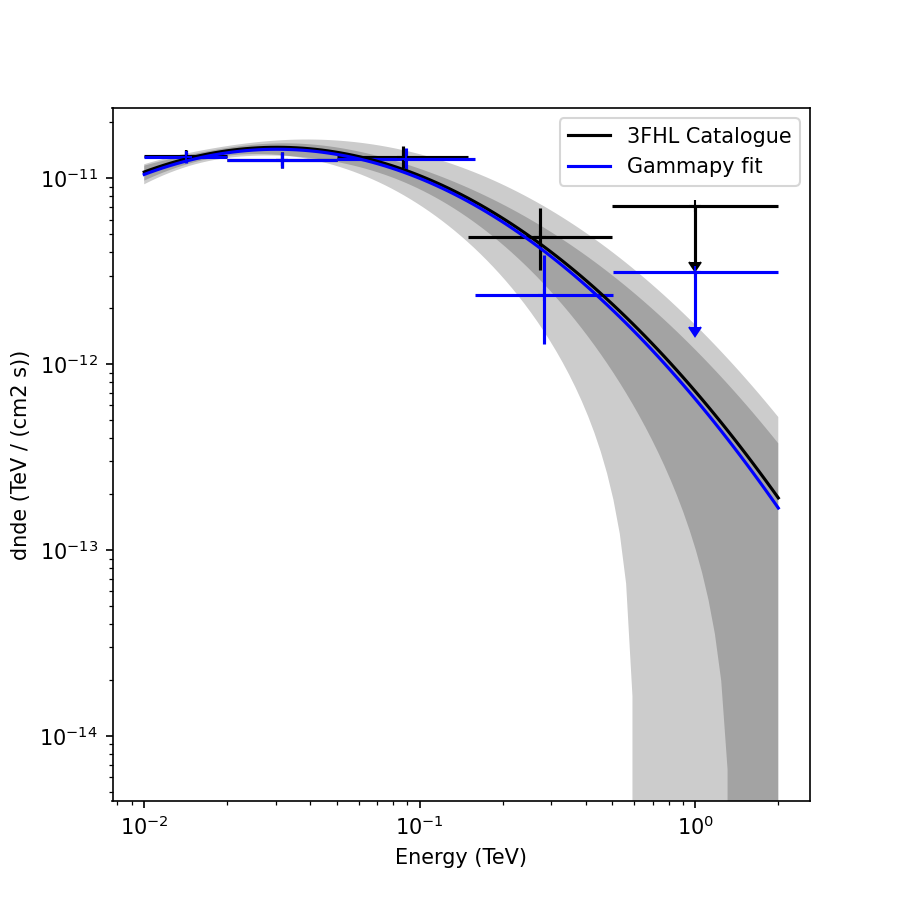 3FHL Catalogue
Gammapy fit
dnde (TeV / (cm2 s))
10⁻¹¹
10⁻¹²
10⁻¹³
10⁻¹⁴
10⁻² 10⁻¹ 10⁰
Energy (TeV)